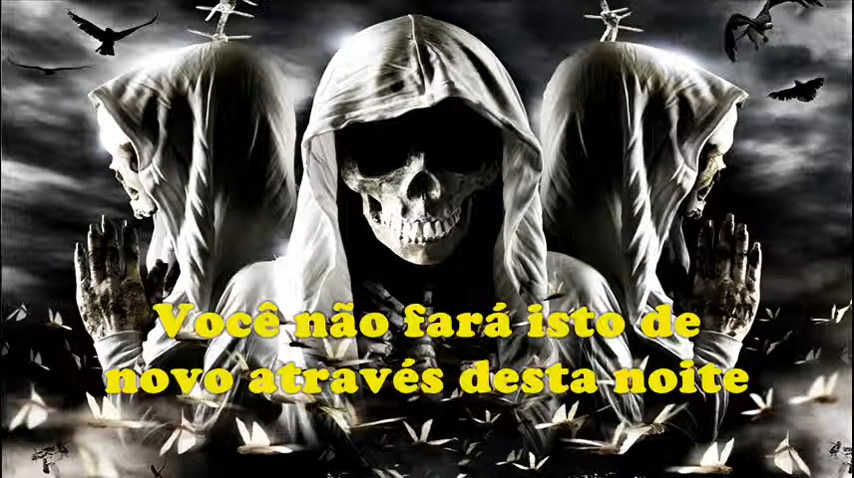 Você não fará isto de
novo através desta noite